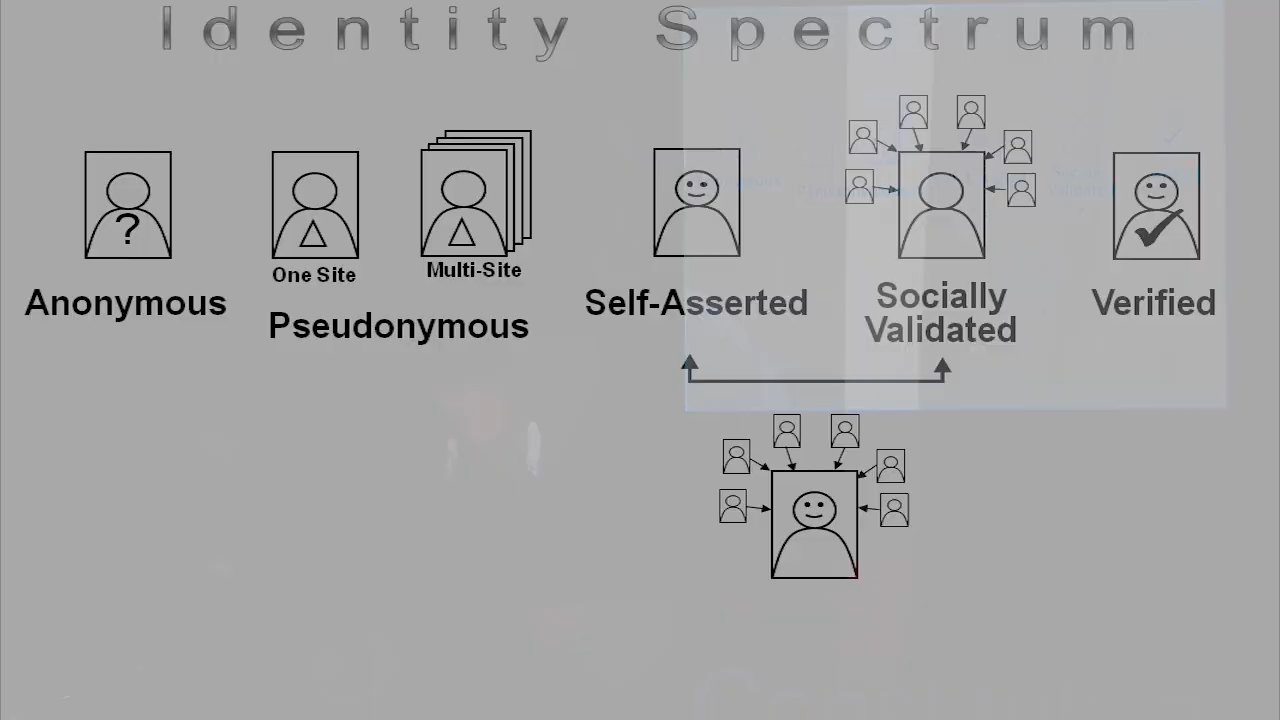 Identity Spectrum
?
One Site
Multi-Site
Anonymous
Pseudonymous
Self-Asserted
Socially
Validated
Verified